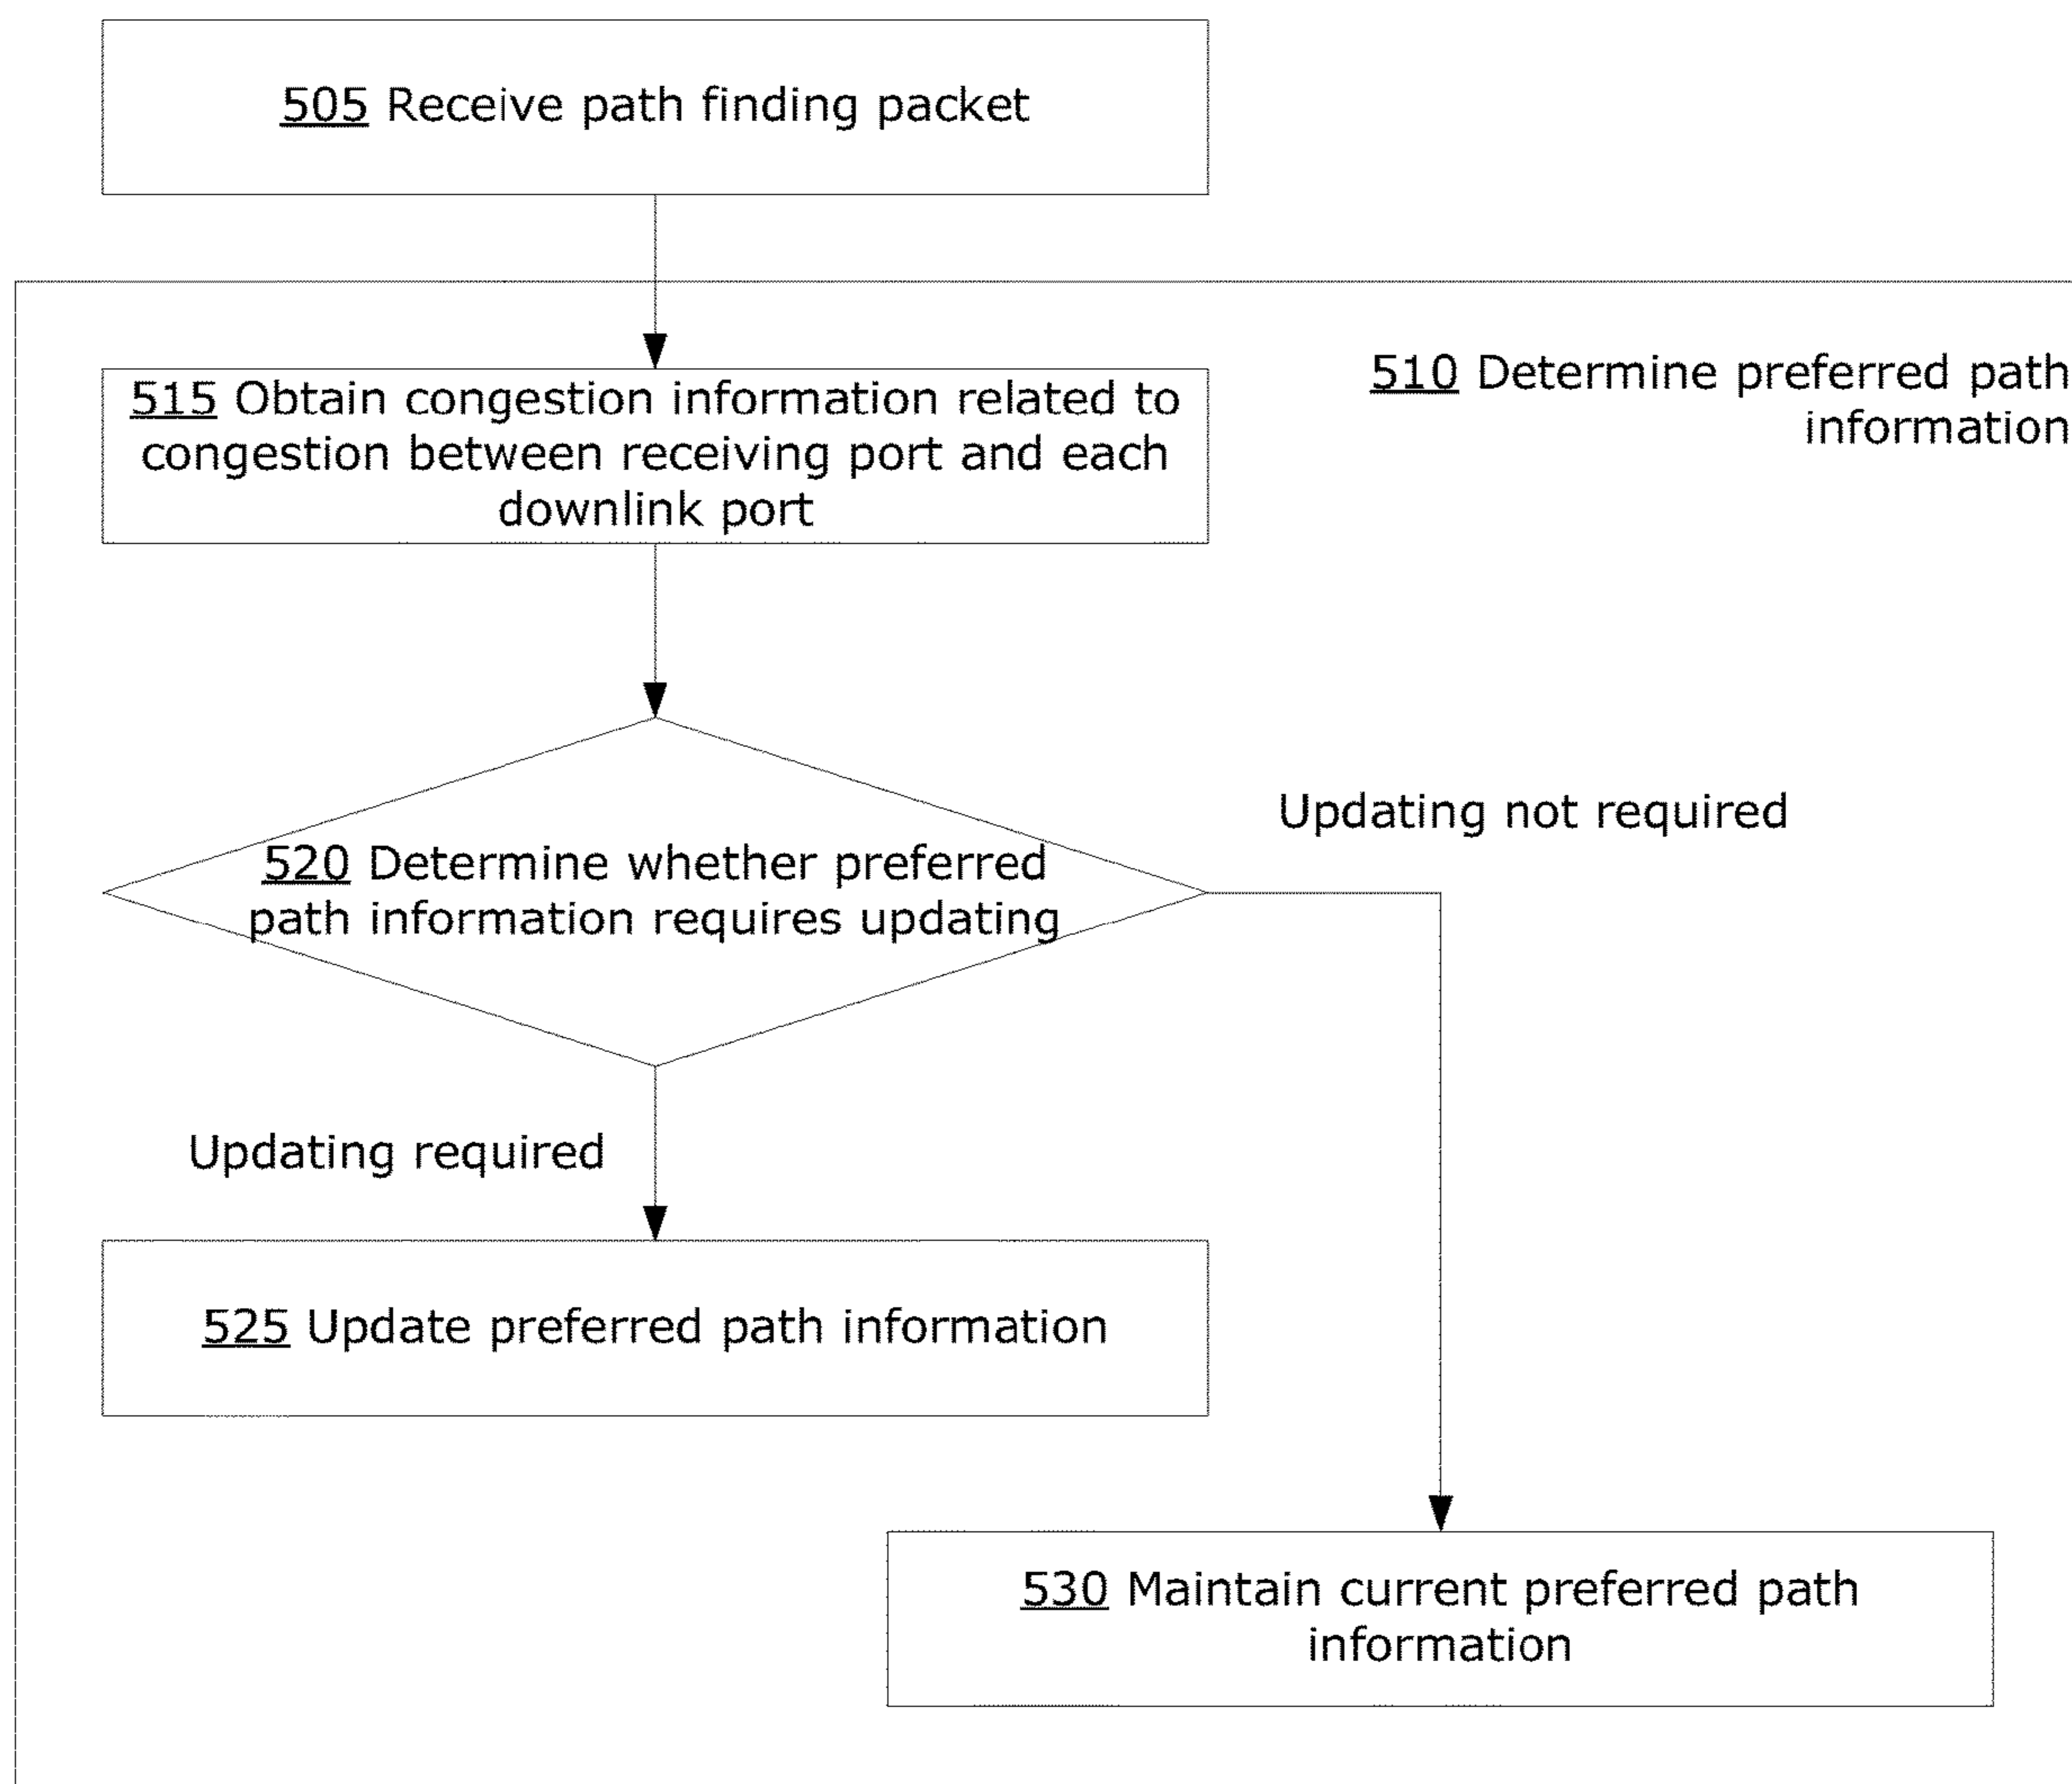 505 Receive path finding packet
510 Determine preferred path
information
515 Obtain congestion information related to
congestion between receiving port and each
downlink port
Updating not required
520 Determine whether preferred
path information requires updating
Updating required
525 Update preferred path information
530 Maintain current preferred path
information